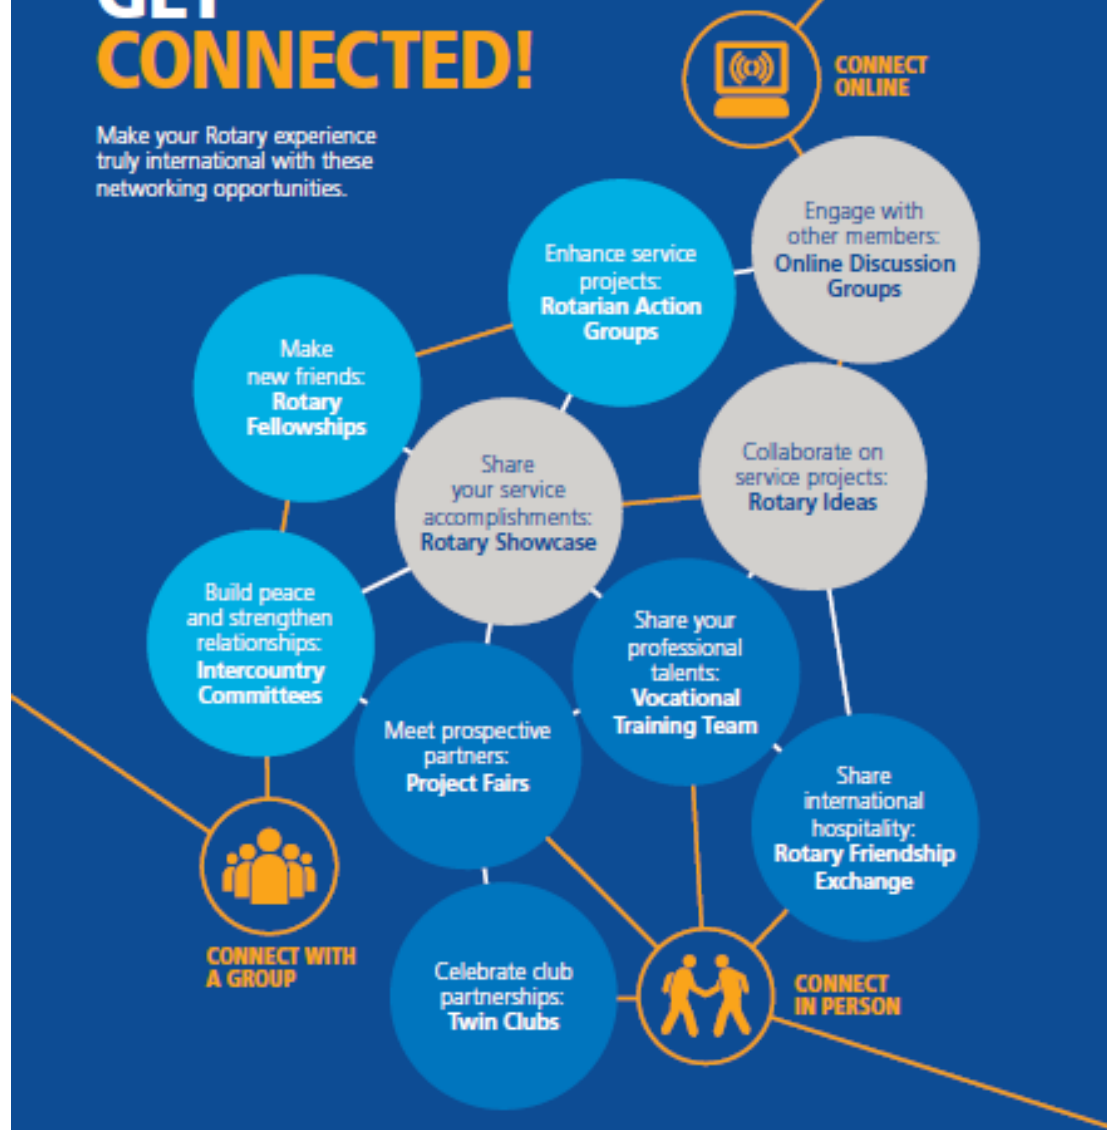 GET
CONNECTED!
Make your Rotary experience
truly international with these
networking opportunities.
CONNECT
ONLINE
Engage with
other members:
Online Discussion
Groups
Enhance service
projects:
Rotarian Action
Groups
Make
new friends:
Rotary
Fellowships
Collaborate on
service projects:
Rotary Ideas
Share
your service
accomplishments:
Rotary Showcase
Build peace
and strengthen
relationships:
Intercountry
Committees
Share your
professional
talents:
Vocational
Training Team
Meet prospective
partners:
Project Fairs
Share
international
hospitality:
Rotary Friendship
Exchange
CONNECT WITH
A GROUP
Celebrate club
partnerships:
Twin Clubs
CONNECT
IN PERSON